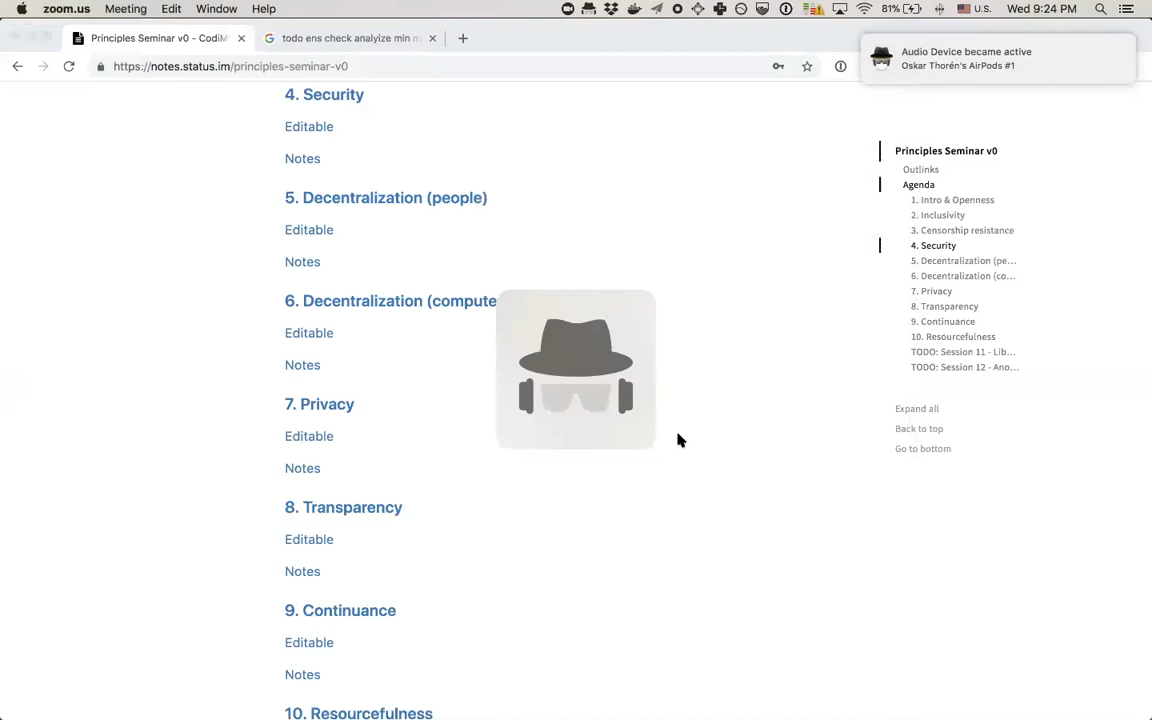 zoom.us Meeting Edit Window Help 81% U.S. Wed 9:24 PM
Principles Seminar v0 - CodiM
todo ens check analyize min m
Audio Device became active
Oskar Thorén's AirPods #1
https://notes.status.im/principles-seminar-v0
4. Security
Editable
Notes
5. Decentralization (people)
Editable
Notes
6. Decentralization (compute
Editable
Notes
7. Privacy
Editable
Notes
8. Transparency
Editable
Notes
9. Continuance
Editable
Notes
10. Resourcefulness
Principles Seminar v0
Outlinks
Agenda
1. Intro & Openness
2. Inclusivity
3. Censorship resistance
4. Security
5. Decentralization (pe...
6. Decentralization (co...
7. Privacy
8. Transparency
9. Continuance
10. Resourcefulness
TODO: Session 11 - Lib...
TODO: Session 12 - Ano...
Expand all
Back to top
Go to bottom